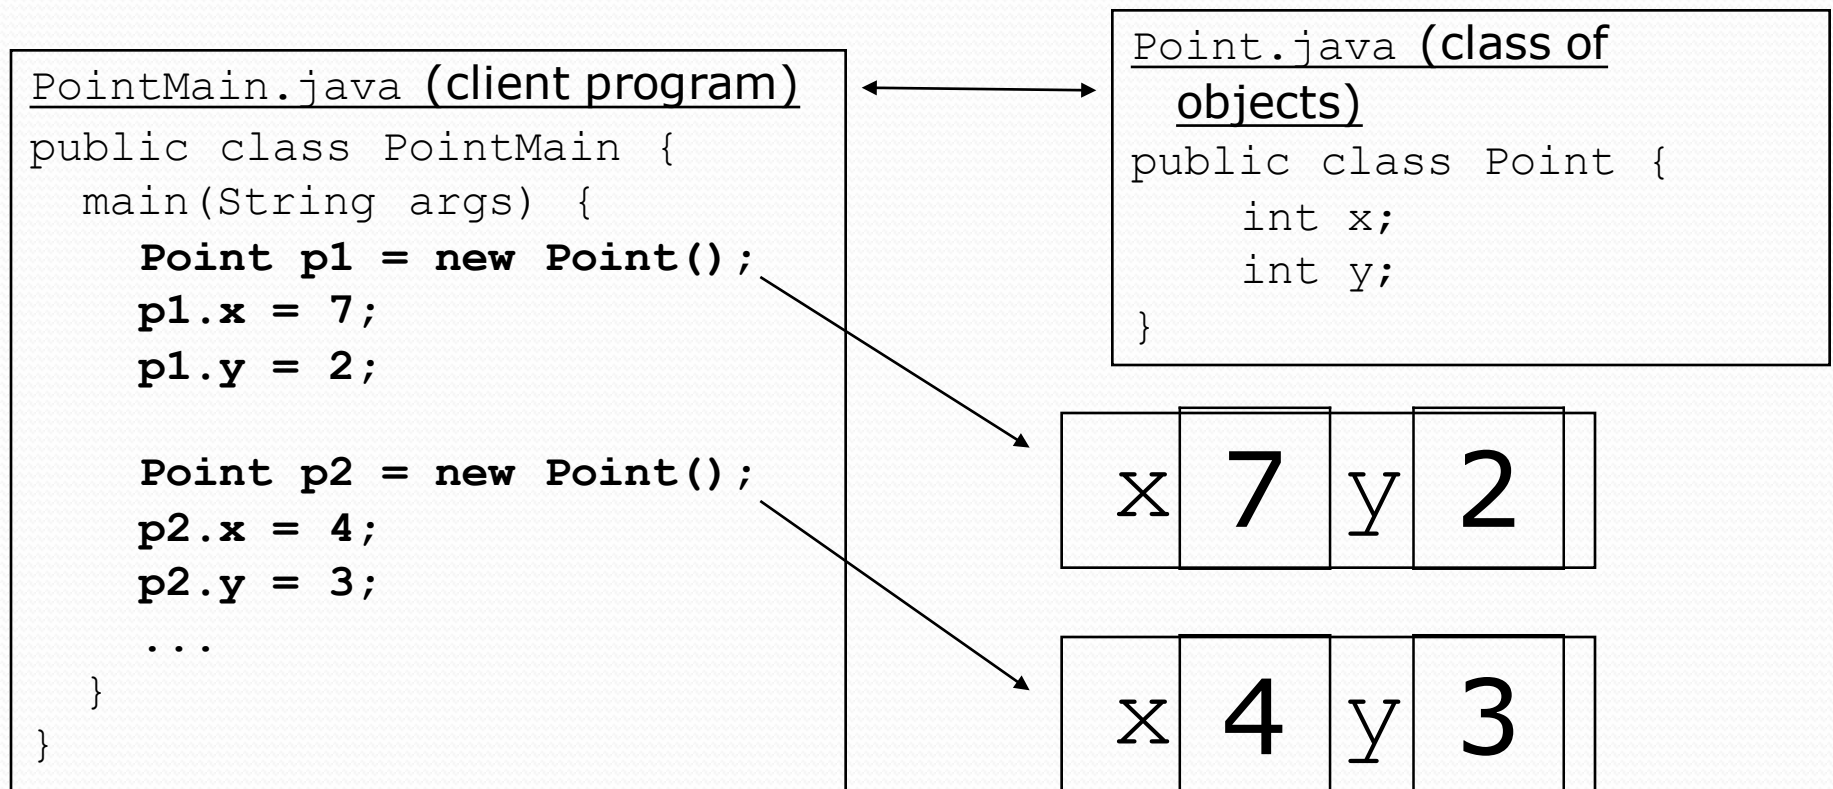 PointMain.java (client program)
public class PointMain {
main(String args) {
Point p1 = new Point();
p1.x = 7;
p1.y = 2;
Point p2 = new Point();
p2.x = 4;
p2.y = 3;
...
}
}
Point.java (class of
objects)
public class Point {
int x;
int y;
}
x 7 y 2
x 4 y 3